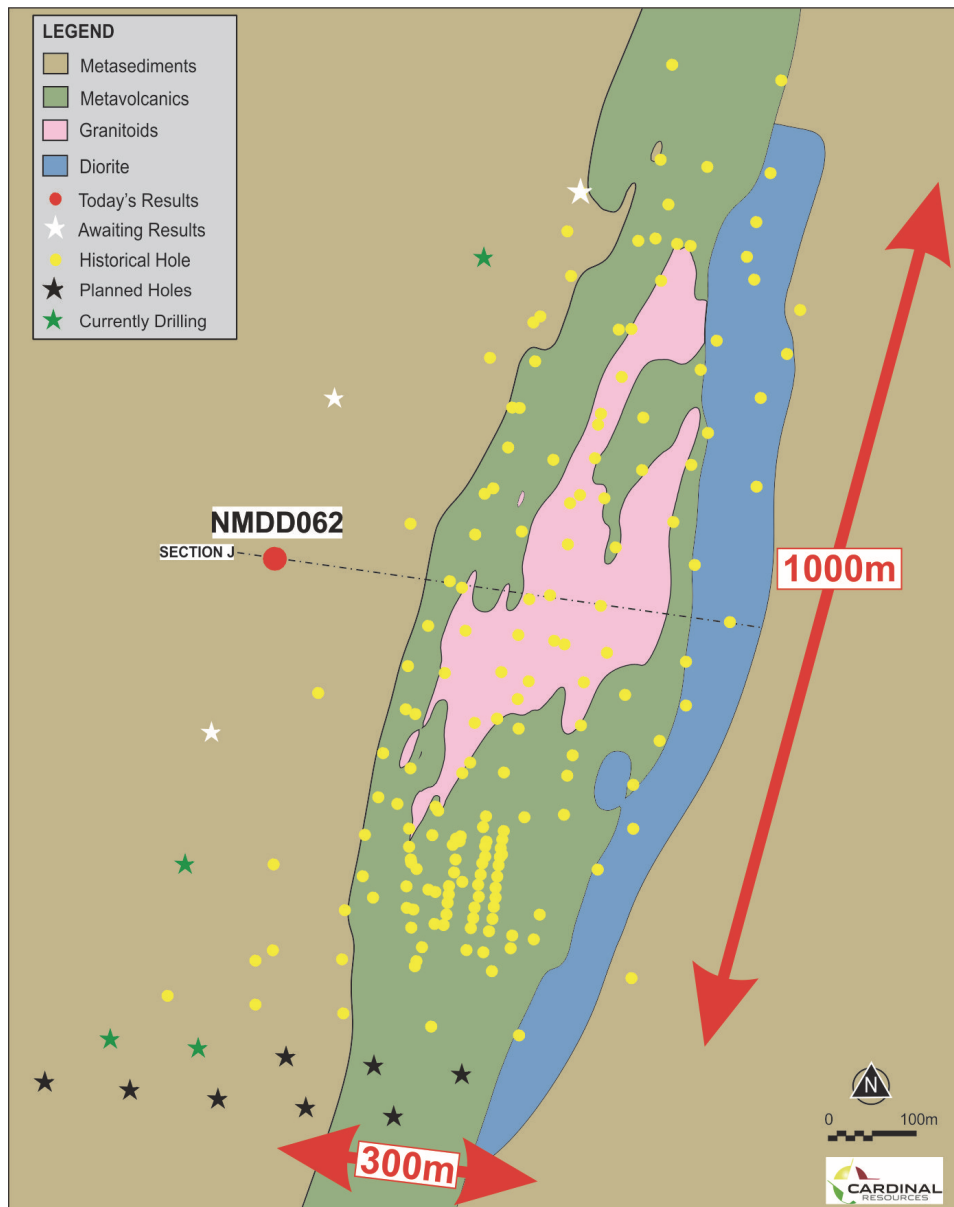 LEGEND
Metasediments
Metavolcanics
Granitoids
Diorite
Today's Results
Awaiting Results
Historical Hole
Planned Holes
Currently Drilling
NMDD062
SECTION J
1000m
N
0 100m
300m
CARDINAL
RESOURCES